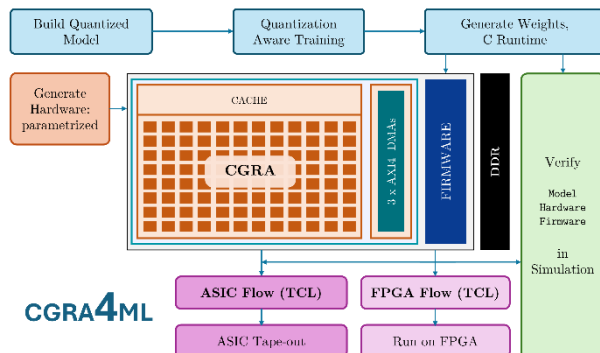 Build Quantized
Model
Quantization
Aware Training
Generate Weights,
C Runtime
Generate
Hardware:
parametrized
CACHE
CGRA
3 x AXI4 DMAs
FIRMWARE
DDR
Verify
Model
Hardware
Firmware
in
Simulation
ASIC Flow (TCL)
FPGA Flow (TCL)
CGRA4ML
ASIC Tape-out
Run on FPGA